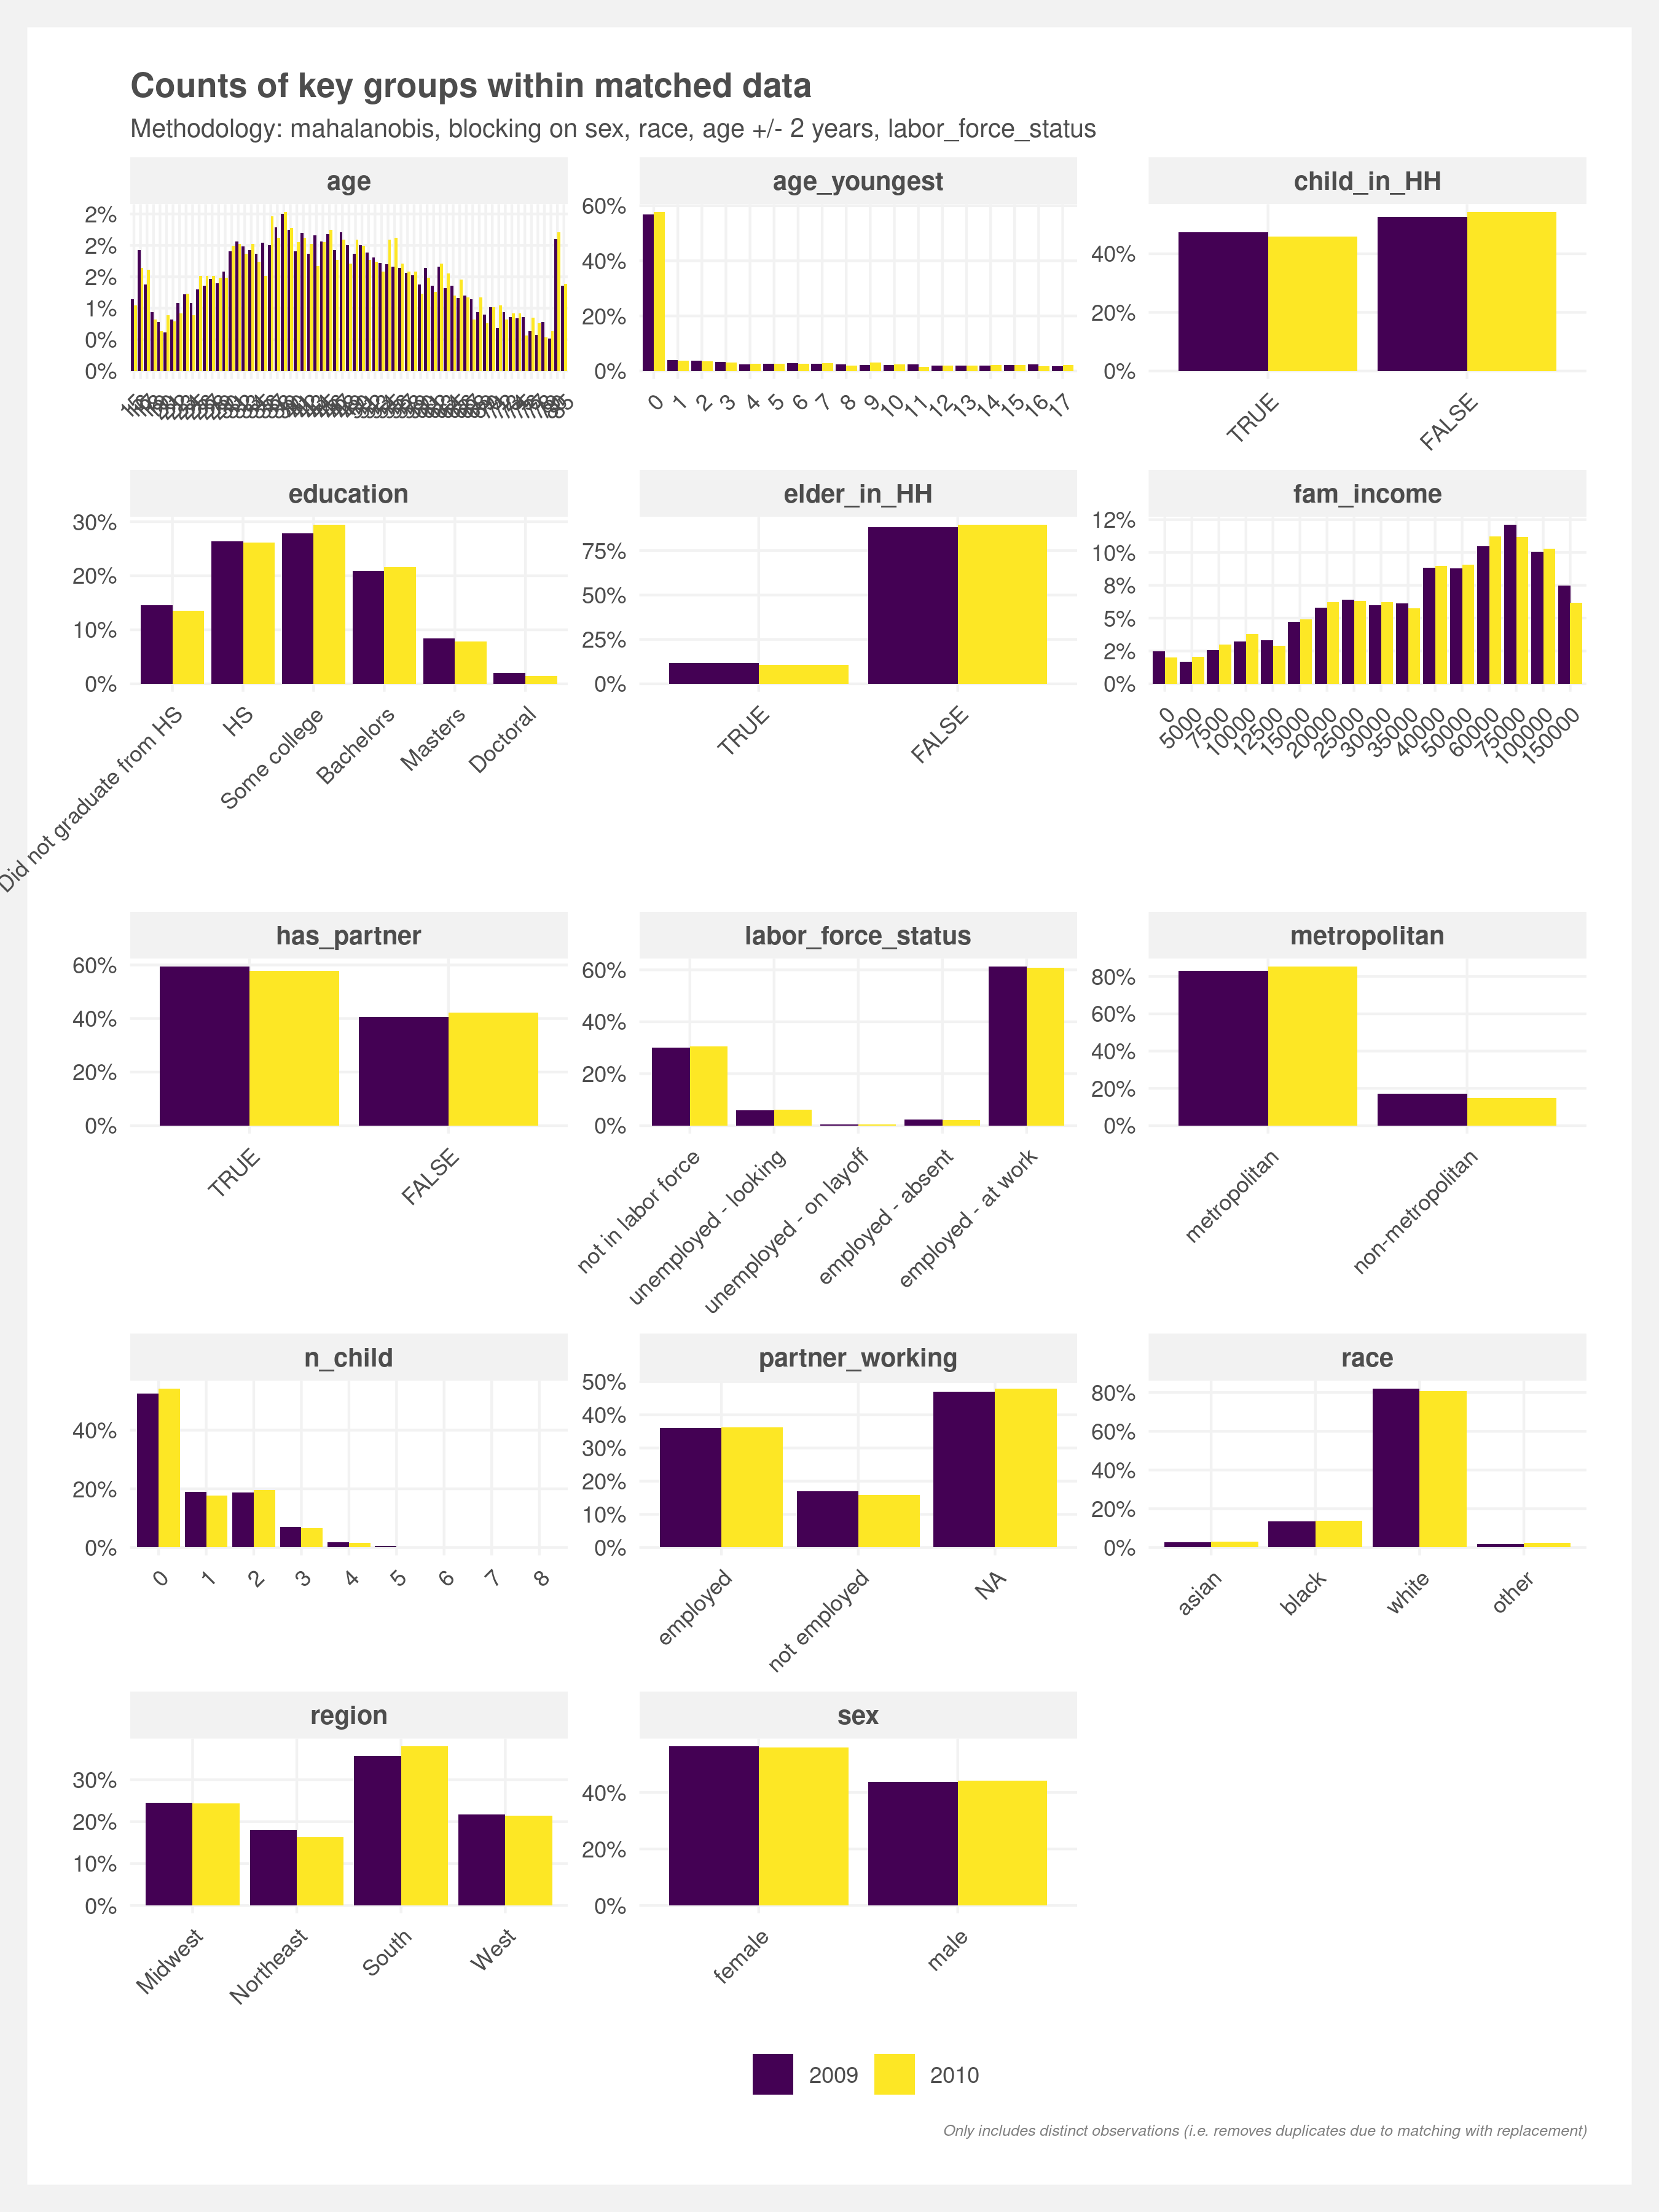 Counts of key groups within matched data
Methodology: mahalanobis, blocking on sex, race, age +/- 2 years, labor_force_status
age
2%
2%
2%
1%
0%
0%
age_youngest
60%
40%
20%
0%
0 1 2 3 4 5 6 7 8 9 10 11 12 13 14 15 16 17
child_in_HH
40%
20%
0%
TRUE FALSE
education
30%
20%
10%
0%
Did not graduate from HS
HS
Some college
Bachelors
Masters
Doctoral
elder_in_HH
75%
50%
25%
0%
TRUE FALSE
fam_income
12%
10%
8%
5%
2%
0%
0 5000 7500 10000 12500 15000 20000 25000 30000 35000 40000 50000 60000 75000 100000 150000
has_partner
60%
40%
20%
0%
TRUE FALSE
labor_force_status
60%
40%
20%
0%
not in labor force
unemployed - looking
unemployed - on layoff
employed - absent
employed - at work
metropolitan
80%
60%
40%
20%
0%
metropolitan
non-metropolitan
n_child
40%
20%
0%
0 1 2 3 4 5 6 7 8
partner_working
50%
40%
30%
20%
10%
0%
employed
not employed
NA
race
80%
60%
40%
20%
0%
asian
black
white
other
region
30%
20%
10%
0%
Midwest
Northeast
South
West
sex
40%
20%
0%
female
male
2009 2010
Only includes distinct observations (i.e. removes duplicates due to matching with replacement)